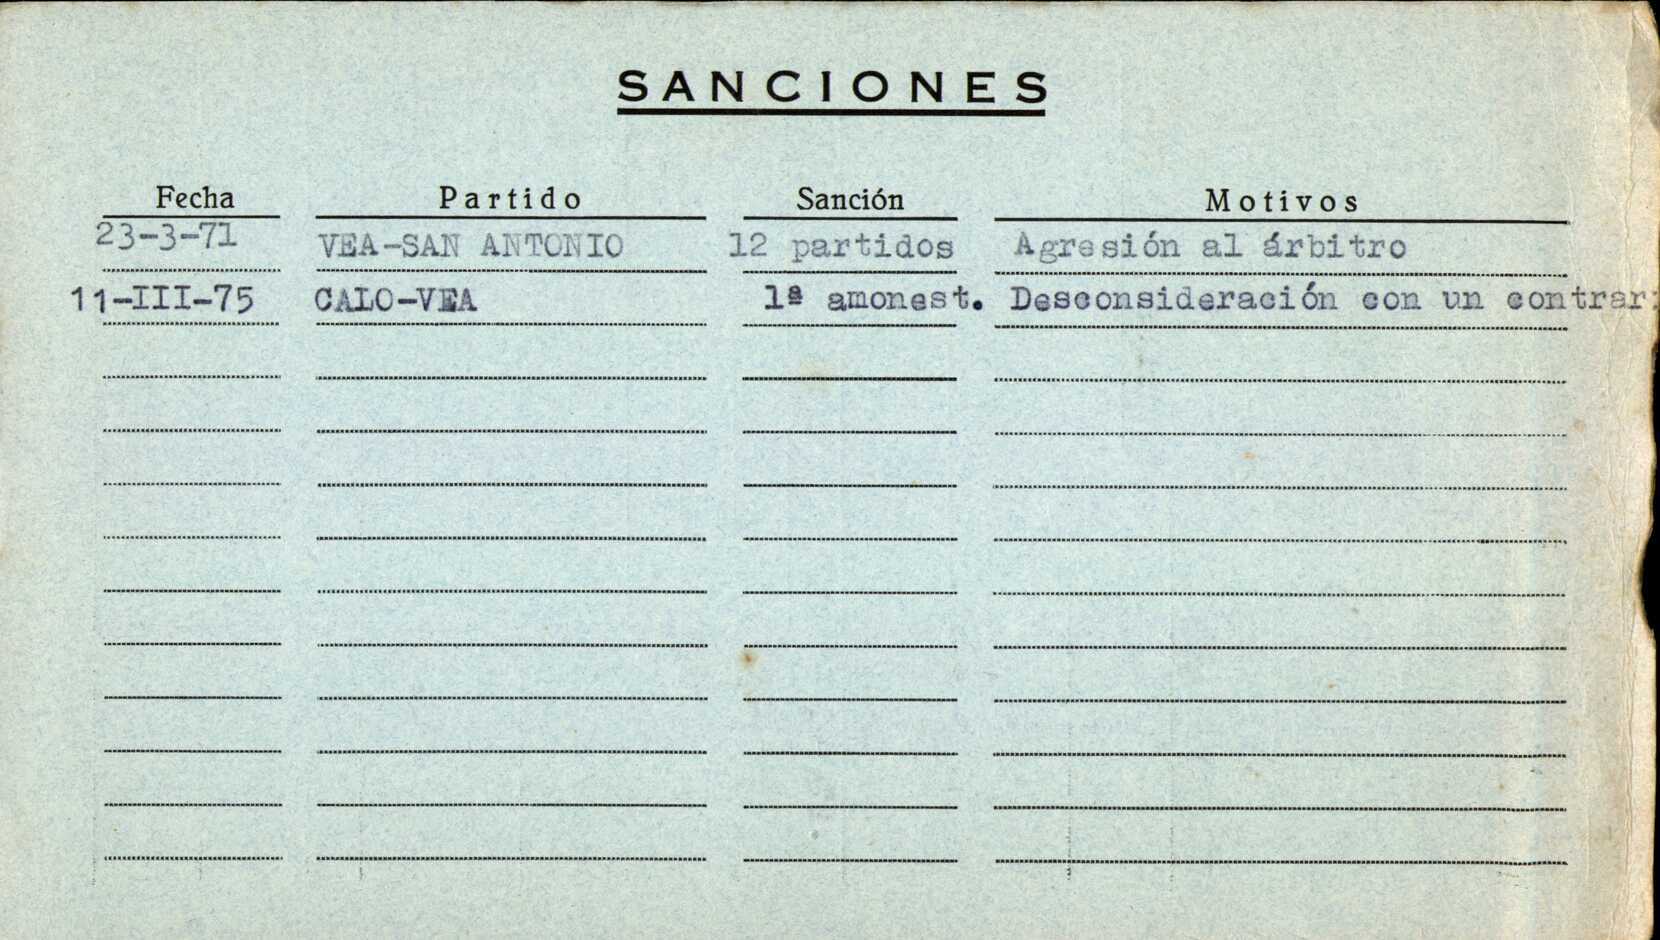 SANCIONES
Fecha Partido Sanción Motivos
23-3-71 VEA-SAN ANTONIO 12 partidos Agresión al árbitro
11-III-75 CALO-VEA 1ª amonest. Desconsideración con un contrar